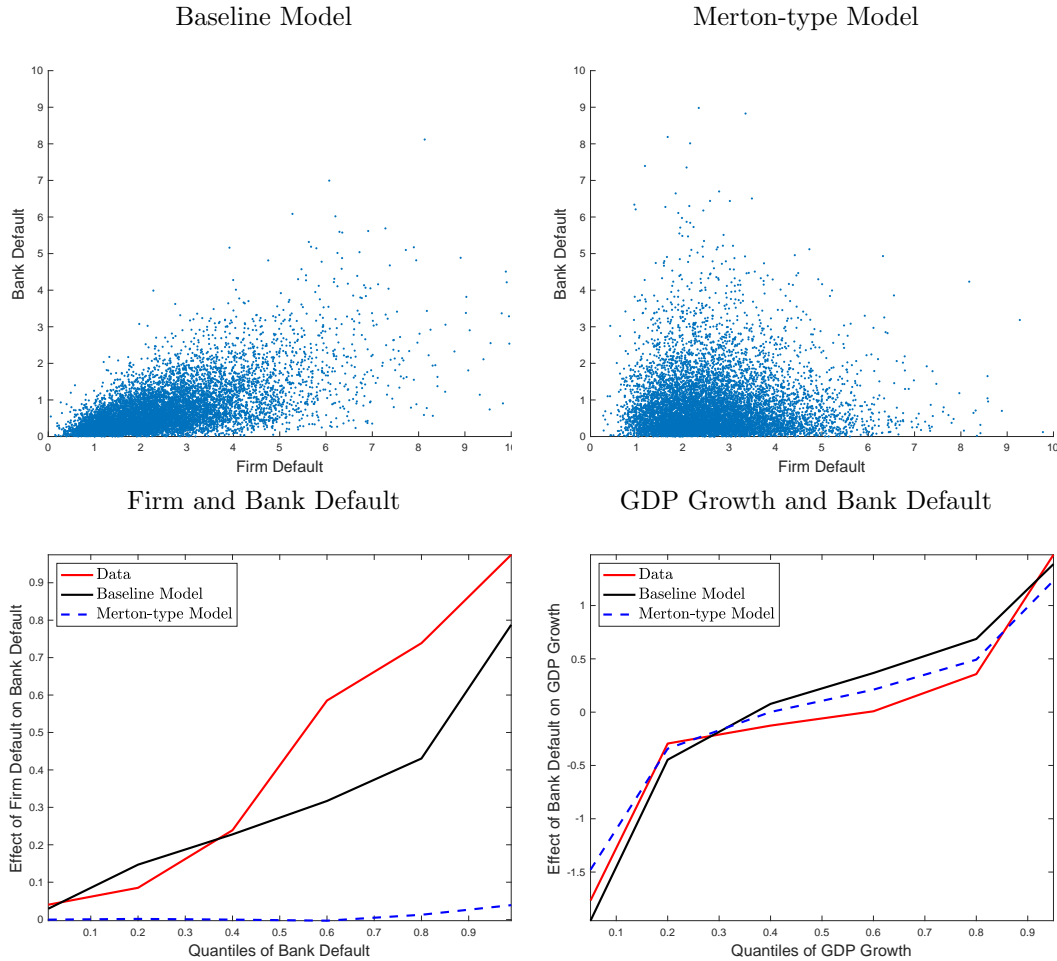 Baseline Model
10
9
8
7
6
5
4
3
2
1
0
Bank Default
0 1 2 3 4 5 6 7 8 9 10
Firm Default
Merton-type Model
10
9
8
7
6
5
4
3
2
1
0
Bank Default
0 1 2 3 4 5 6 7 8 9 10
Firm Default
Firm and Bank Default
Data
Baseline Model
Merton-type Model
0.9
0.8
0.7
0.6
0.5
0.4
0.3
0.2
0.1
0
Effect of Firm Default on Bank Default
0.1 0.2 0.3 0.4 0.5 0.6 0.7 0.8 0.9
Quantiles of Bank Default
GDP Growth and Bank Default
Data
Baseline Model
Merton-type Model
1
0.5
0
-0.5
-1
-1.5
Effect of Bank Default on GDP Growth
0.1 0.2 0.3 0.4 0.5 0.6 0.7 0.8 0.9
Quantiles of GDP Growth